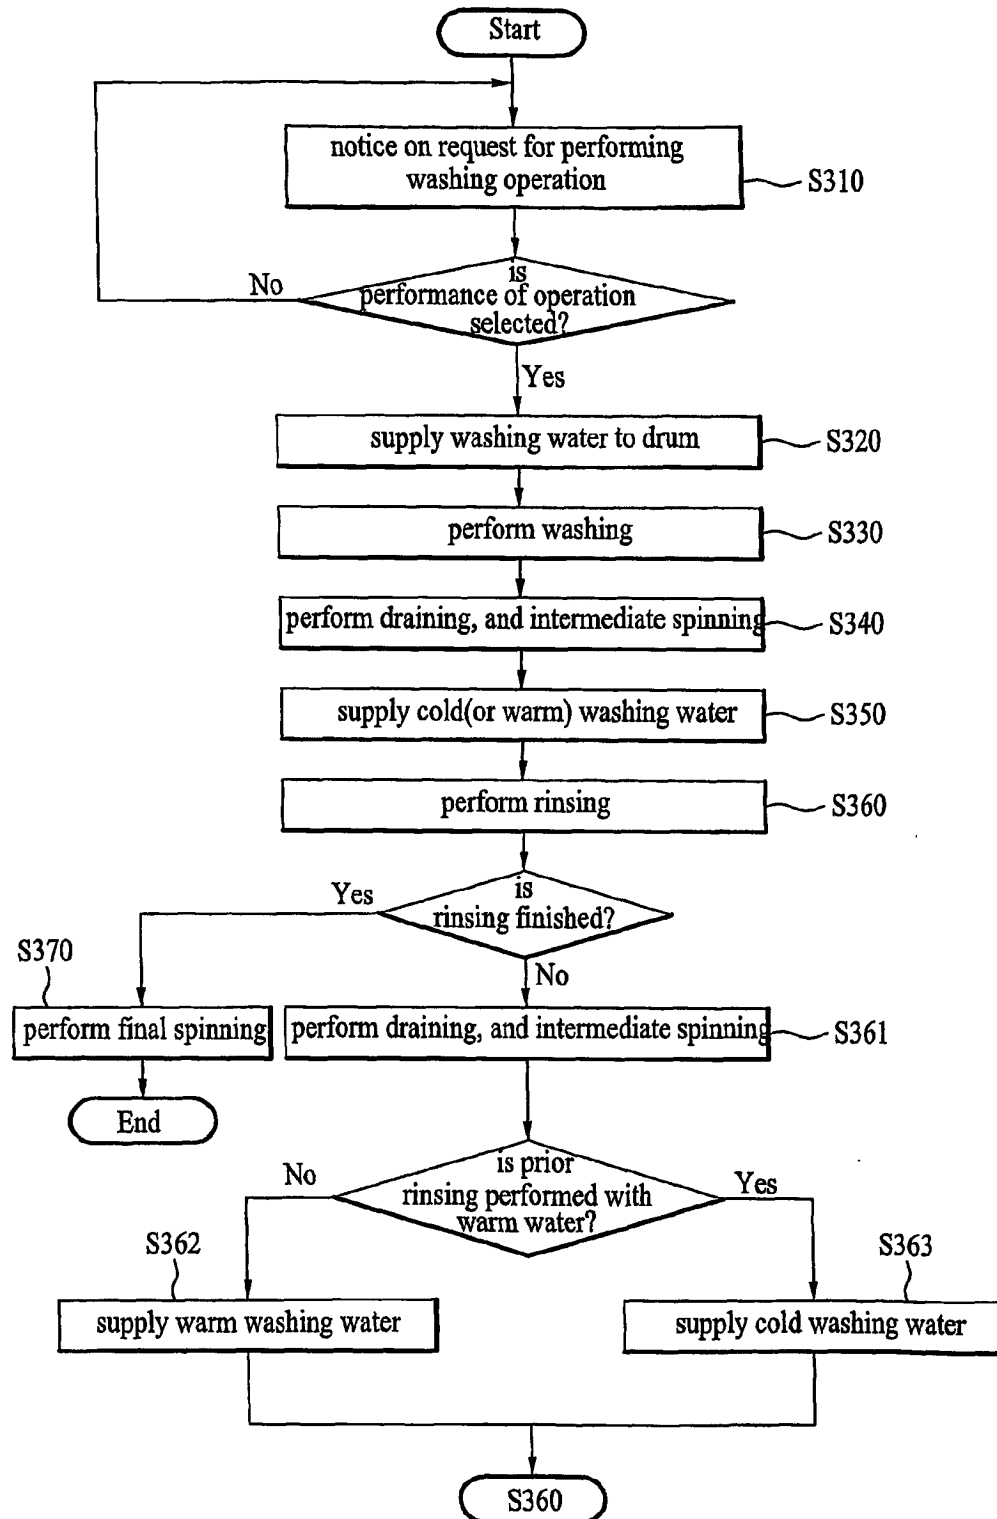 Start
notice on request for performing
washing operation
S310
is
performance of operation
selected?
No
Yes
supply washing water to drum
S320
perform washing
S330
perform draining, and intermediate spinning
S340
supply cold(or warm) washing water
S350
perform rinsing
S360
is
rinsing finished?
Yes
No
S370
perform final spinning
End
perform draining, and intermediate spinning
S361
is prior
rinsing performed with
warm water?
No
Yes
S362
supply warm washing water
S363
supply cold washing water
S360